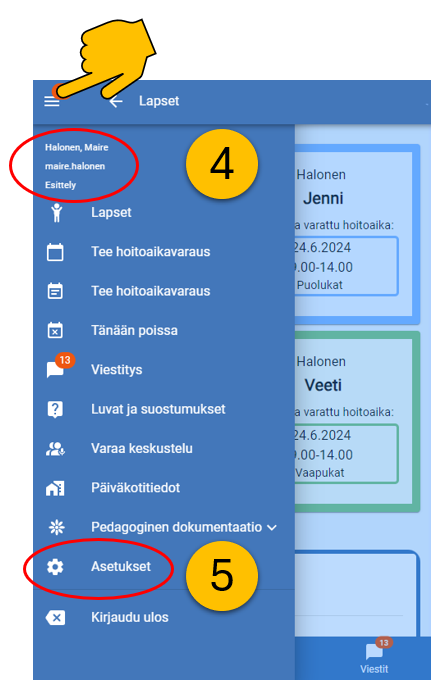 Lapset
Halonen, Maire
maire.halonen
Esittely
4
Lapset
Tee hoitoaikavaraus
Tee hoitoaikavaraus
Tänään poissa
13
Viestitys
Luvat ja suostumukset
Varaa keskustelu
Päiväkotitiedot
Pedagoginen dokumentaatio
Asetukset
5
Kirjaudu ulos
Halonen
Jenni
a varattu hoitoaika:
24.6.2024
.00-14.00
Puolukat
Halonen
Veeti
a varattu hoitoaika:
24.6.2024
.00-14.00
Vaapukat
13
Viestit